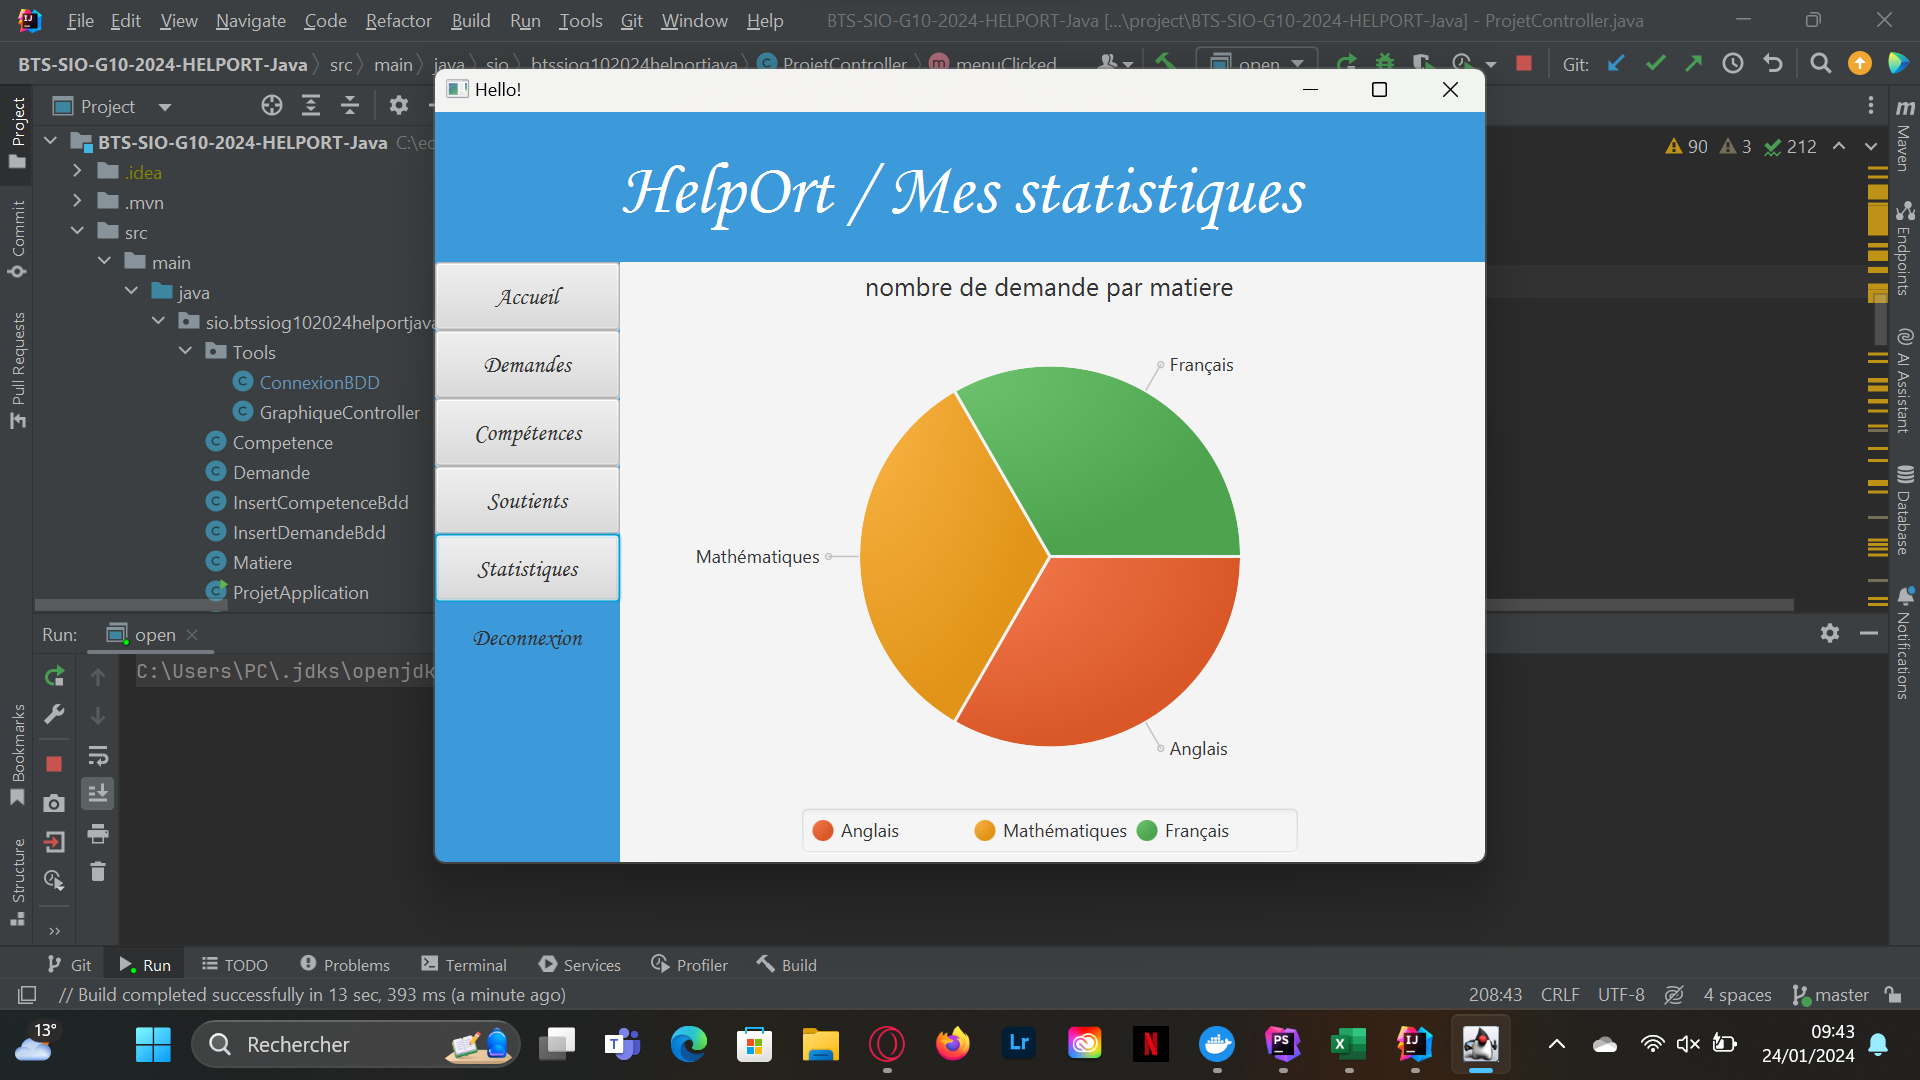 File Edit View Navigate Code Refactor Build Run Tools Git Window Help BTS-SIO-G10-2024-HELPORT-Java [...\project\BTS-SIO-G10-2024-HELPORT-Java] - ProjetController.java
BTS-SIO-G10-2024-HELPORT-Java src main java sio btssiog102024helportjava ProjetController menuClicked open Git:
Hello!
Project
90 3 212
BTS-SIO-G10-2024-HELPORT-Java
.idea
.mvn
src
main
java
sio.btssiog102024helportjava
Tools
ConnexionBDD
GraphiqueController
Competence
Demande
InsertCompetenceBdd
InsertDemandeBdd
Matiere
ProjetApplication
HelpOrt / Mes statistiques
Accueil
Demandes
Compétences
Soutients
Statistiques
Deconnexion
nombre de demande par matiere
Français
Mathématiques
Anglais
Anglais Mathématiques Français
Project
Commit
Pull Requests
Bookmarks
Structure
Maven
Endpoints
AI Assistant
Database
Notifications
Run: open
C:\Users\PC\.jdks\openjdk
Git Run TODO Problems Terminal Services Profiler Build
// Build completed successfully in 13 sec, 393 ms (a minute ago) 208:43 CRLF UTF-8 4 spaces master
13°
Rechercher
Lr
PS
IJ
09:43
24/01/2024